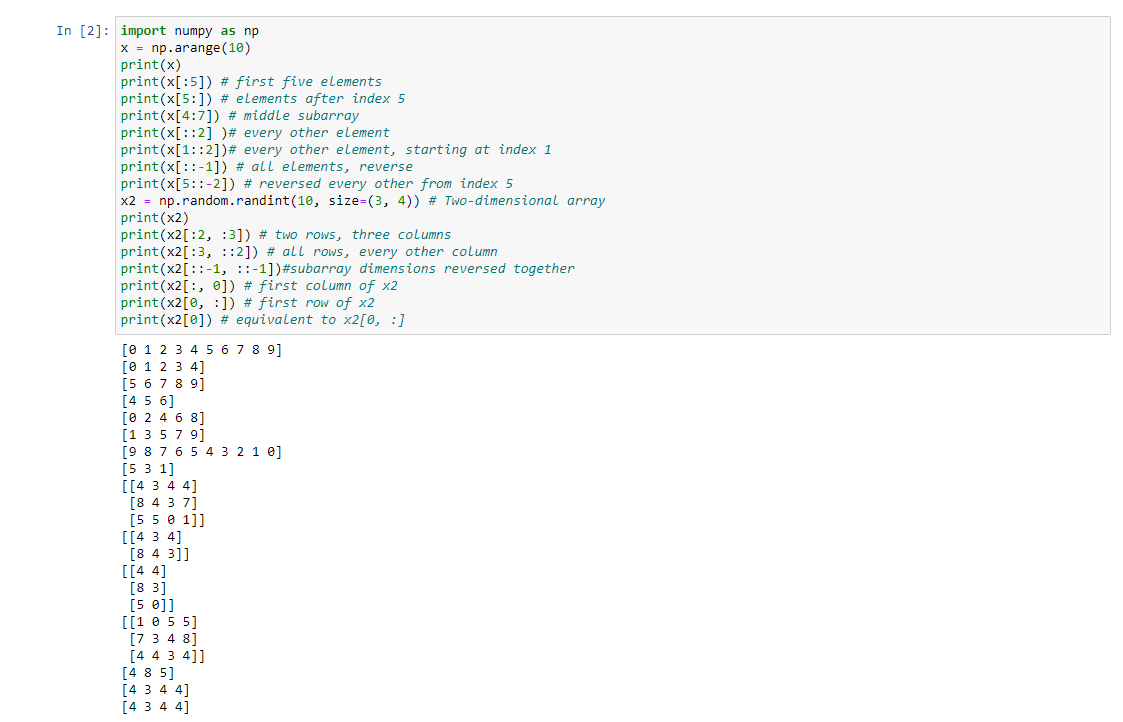 In [2]: import numpy as np
x = np.arange(10)
print(x)
print(x[:5]) # first five elements
print(x[5:]) # elements after index 5
print(x[4:7]) # middle subarray
print(x[::2] )# every other element
print(x[1::2])# every other element, starting at index 1
print(x[::-1]) # all elements, reverse
print(x[5::-2]) # reversed every other from index 5
x2 = np.random.randint(10, size=(3, 4)) # Two-dimensional array
print(x2)
print(x2[:2, :3]) # two rows, three columns
print(x2[:3, ::2]) # all rows, every other column
print(x2[::-1, ::-1])#subarray dimensions reversed together
print(x2[:, 0]) # first column of x2
print(x2[0, :]) # first row of x2
print(x2[0]) # equivalent to x2[0, :]
[0 1 2 3 4 5 6 7 8 9]
[0 1 2 3 4]
[5 6 7 8 9]
[4 5 6]
[0 2 4 6 8]
[1 3 5 7 9]
[9 8 7 6 5 4 3 2 1 0]
[5 3 1]
[[4 3 4 4]
[8 4 3 7]
[5 5 0 1]]
[[4 3 4]
[8 4 3]]
[[4 4]
[8 3]
[5 0]]
[[1 0 5 5]
[7 3 4 8]
[4 4 3 4]]
[4 8 5]
[4 3 4 4]
[4 3 4 4]